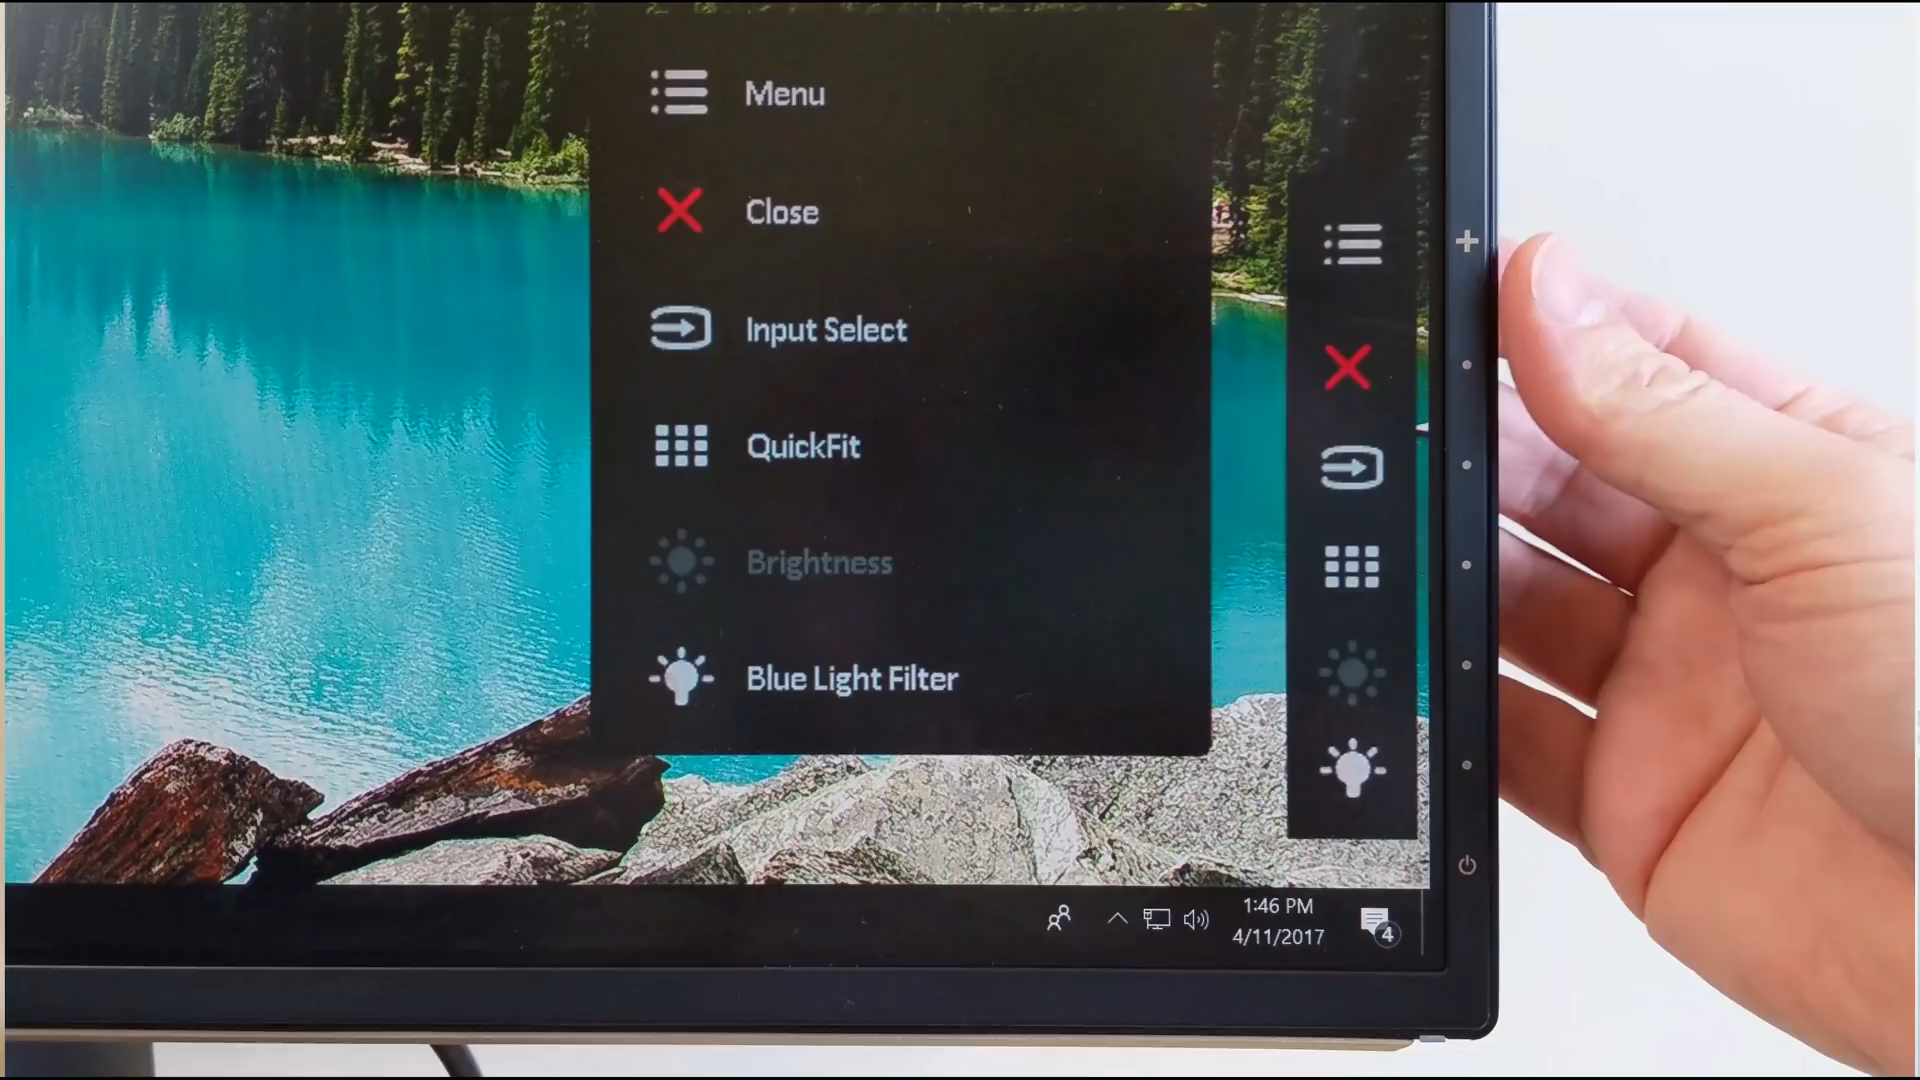 Menu
Close
Input Select
QuickFit
Brightness
Blue Light Filter
1:46 PM
4/11/2017
4